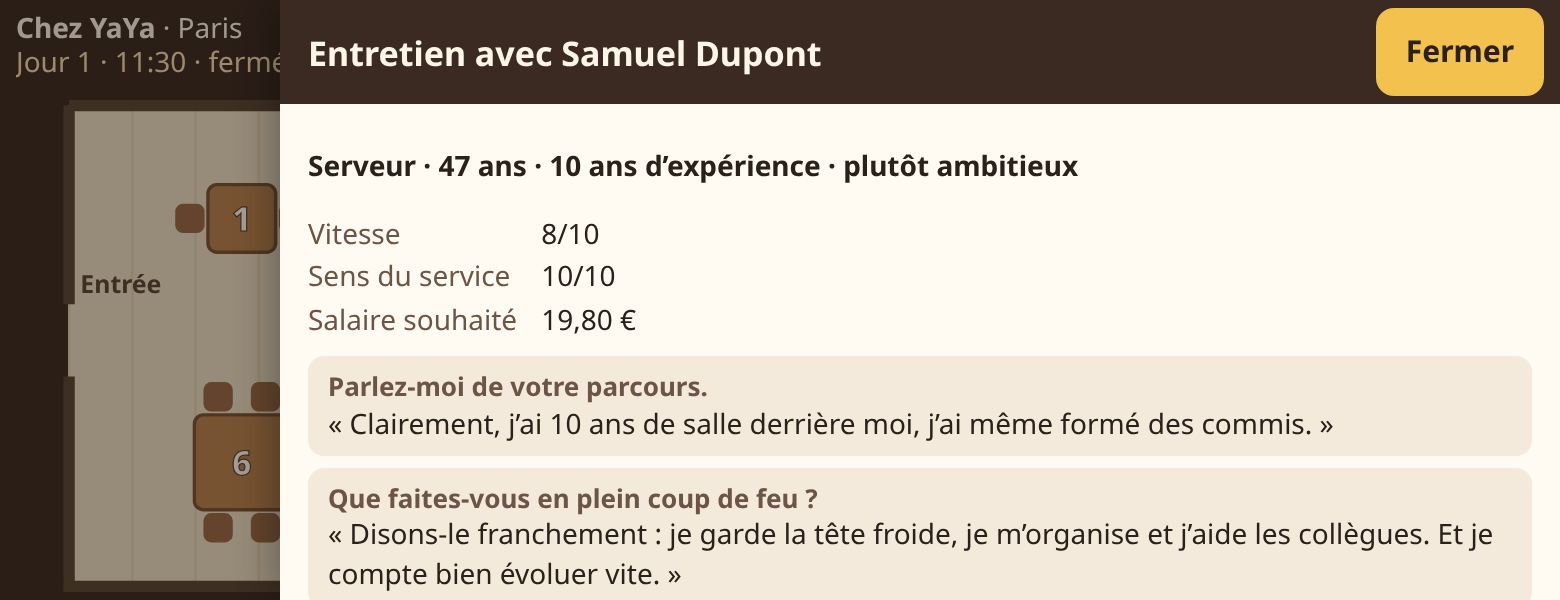 Chez YaYa · Paris
Jour 1 · 11:30 · fermé
Entretien avec Samuel Dupont
Fermer
1
Entrée
6
Serveur · 47 ans · 10 ans d’expérience · plutôt ambitieux
Vitesse 8/10
Sens du service 10/10
Salaire souhaité 19,80 €
Parlez-moi de votre parcours.
« Clairement, j’ai 10 ans de salle derrière moi, j’ai même formé des commis. »
Que faites-vous en plein coup de feu ?
« Disons-le franchement : je garde la tête froide, je m’organise et j’aide les collègues. Et je
compte bien évoluer vite. »